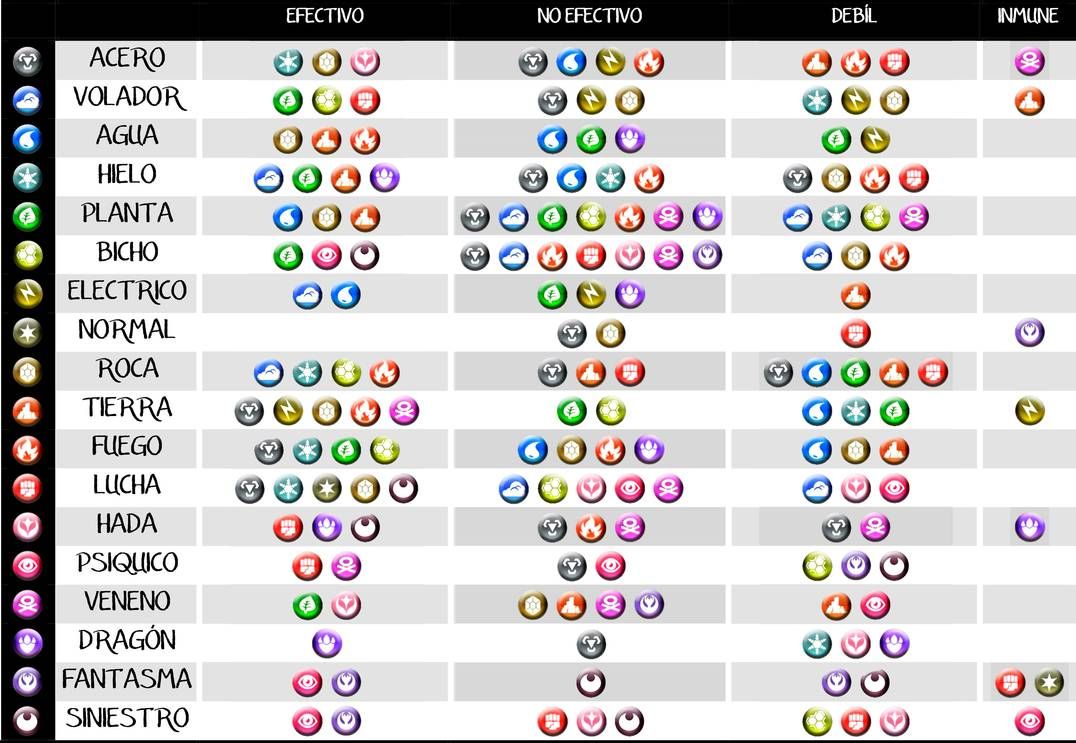 EFECTIVO NO EFECTIVO DEBÍL INMUNE
ACERO
VOLADOR
AGUA
HIELO
PLANTA
BICHO
ELECTRICO
NORMAL
ROCA
TIERRA
FUEGO
LUCHA
HADA
PSIQUICO
VENENO
DRAGÓN
FANTASMA
SINIESTRO